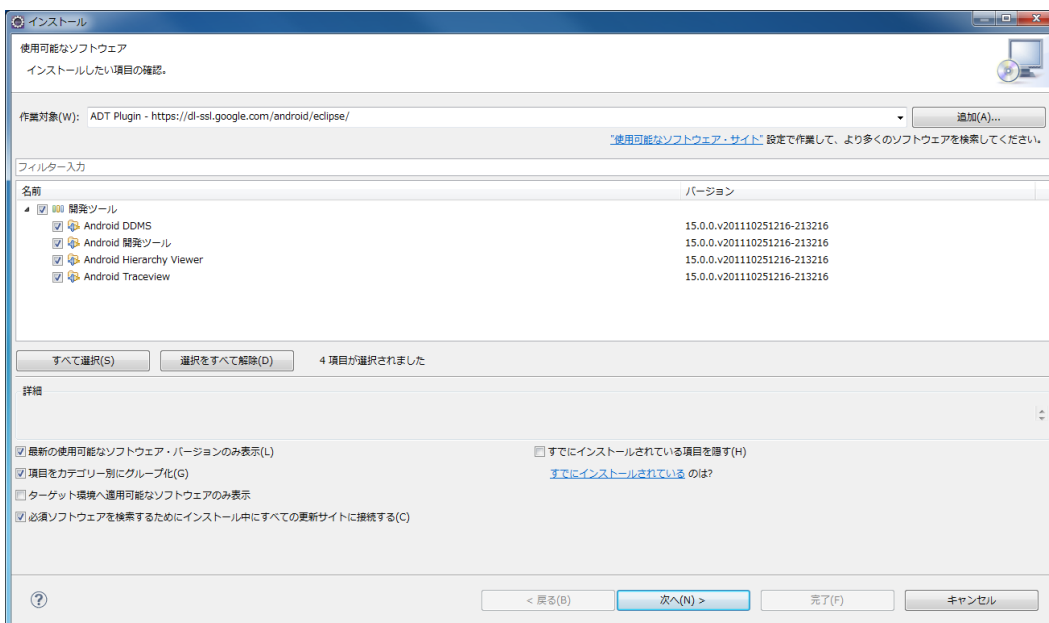 インストール
使用可能なソフトウェア
インストールしたい項目の確認。
作業対象(W): ADT Plugin - https://dl-ssl.google.com/android/eclipse/ 追加(A)...
"使用可能なソフトウェア・サイト" 設定で作業して、より多くのソフトウェアを検索してください。
フィルター入力
名前 バージョン
開発ツール
Android DDMS 15.0.0.v201110251216-213216
Android 開発ツール 15.0.0.v201110251216-213216
Android Hierarchy Viewer 15.0.0.v201110251216-213216
Android Traceview 15.0.0.v201110251216-213216
すべて選択(S) 選択をすべて解除(D) 4 項目が選択されました
詳細
最新の使用可能なソフトウェア・バージョンのみ表示(L) すでにインストールされている項目を隠す(H)
項目をカテゴリー別にグループ化(G) すでにインストールされている のは?
ターゲット環境へ適用可能なソフトウェアのみ表示
必須ソフトウェアを検索するためにインストール中にすべての更新サイトに接続する(C)
< 戻る(B) 次へ(N) > 完了(F) キャンセル